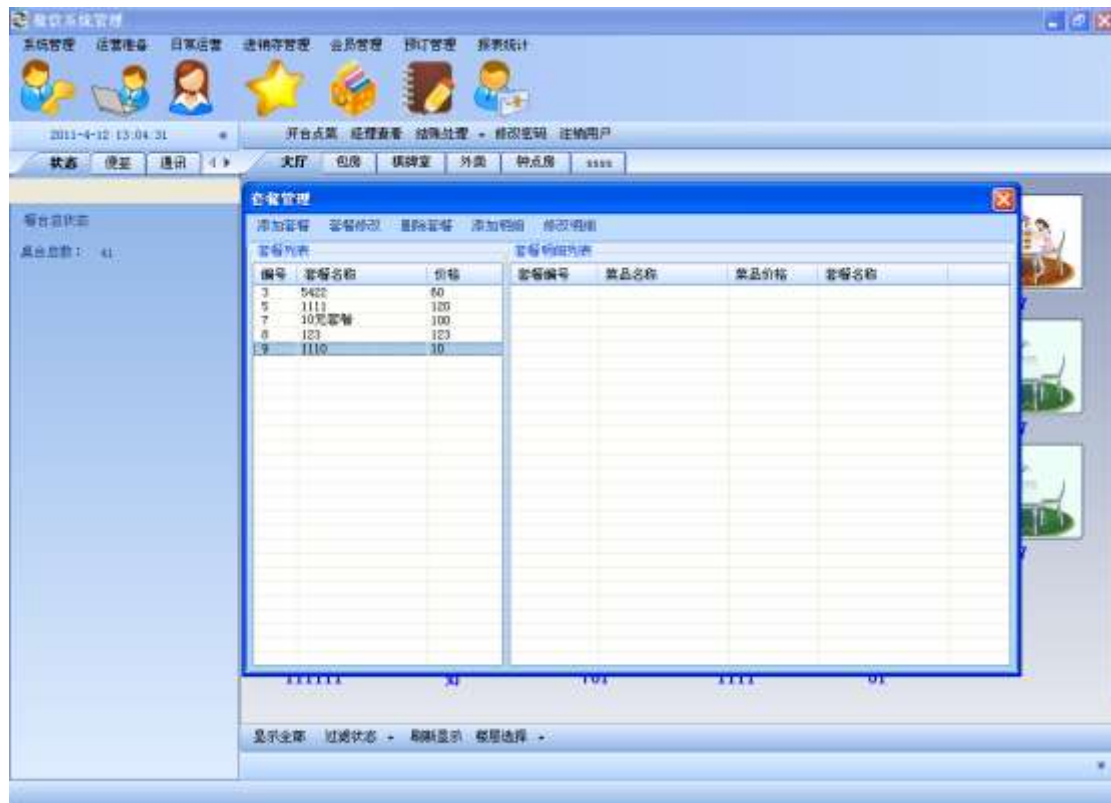 餐饮系统管理
系统管理 运营准备 日常运营 进销存管理 会员管理 预订管理 报表统计
2011-4-12 13:04:31 开台点菜 经理查看 结账处理 修改密码 注销用户
状态 便签 通讯 大厅 包房 棋牌室 外卖 钟点房 ssss
套餐管理
餐台总状态
桌台总数: 41
添加套餐 套餐修改 删除套餐 添加明细 修改明细
套餐列表 套餐明细列表
编号 套餐名称 价格 套餐编号 菜品名称 菜品价格 套餐名称
3 5422 60
5 1111 120
7 10元套餐 100
8 123 123
9 1110 10
显示全部 过滤状态 刷新显示 楼层选择